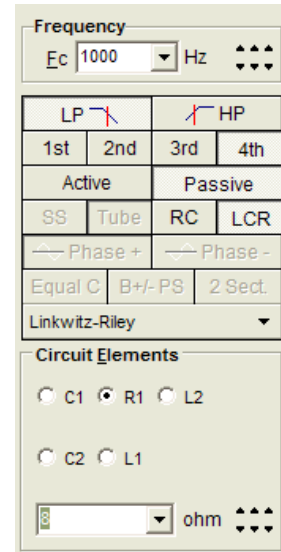 Frequency
Fc 1000 Hz
LP HP
1st 2nd 3rd 4th
Active Passive
SS Tube RC LCR
Phase + Phase -
Equal C B+/- PS 2 Sect.
Linkwitz-Riley
Circuit Elements
C1 R1 L2
C2 L1
8 ohm